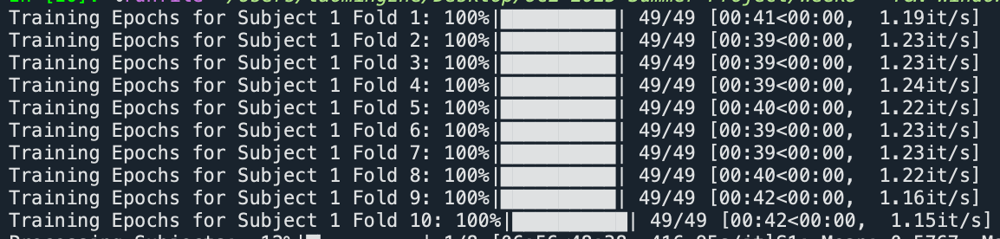 Training Epochs for Subject 1 Fold 1: 100%|██████████| 49/49 [00:41<00:00,  1.19it/s]
Training Epochs for Subject 1 Fold 2: 100%|██████████| 49/49 [00:39<00:00,  1.23it/s]
Training Epochs for Subject 1 Fold 3: 100%|██████████| 49/49 [00:39<00:00,  1.23it/s]
Training Epochs for Subject 1 Fold 4: 100%|██████████| 49/49 [00:39<00:00,  1.24it/s]
Training Epochs for Subject 1 Fold 5: 100%|██████████| 49/49 [00:40<00:00,  1.22it/s]
Training Epochs for Subject 1 Fold 6: 100%|██████████| 49/49 [00:39<00:00,  1.23it/s]
Training Epochs for Subject 1 Fold 7: 100%|██████████| 49/49 [00:39<00:00,  1.23it/s]
Training Epochs for Subject 1 Fold 8: 100%|██████████| 49/49 [00:40<00:00,  1.22it/s]
Training Epochs for Subject 1 Fold 9: 100%|██████████| 49/49 [00:42<00:00,  1.16it/s]
Training Epochs for Subject 1 Fold 10: 100%|██████████| 49/49 [00:42<00:00,  1.15it/s]